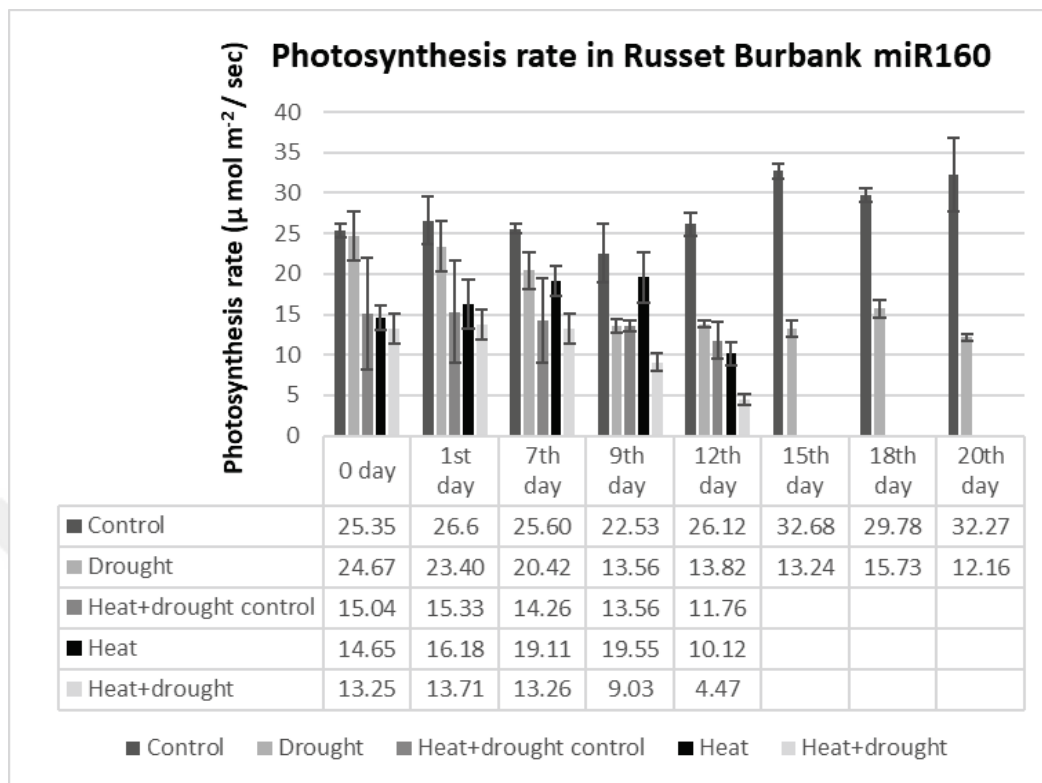 Photosynthesis rate in Russet Burbank miR160
Photosynthesis rate (µ mol m⁻² / sec)
40
35
30
25
20
15
10
5
0
0 day 1st day 7th day 9th day 12th day 15th day 18th day 20th day
Control 25.35 26.6 25.60 22.53 26.12 32.68 29.78 32.27
Drought 24.67 23.40 20.42 13.56 13.82 13.24 15.73 12.16
Heat+drought control 15.04 15.33 14.26 13.56 11.76
Heat 14.65 16.18 19.11 19.55 10.12
Heat+drought 13.25 13.71 13.26 9.03 4.47
Control Drought Heat+drought control Heat Heat+drought